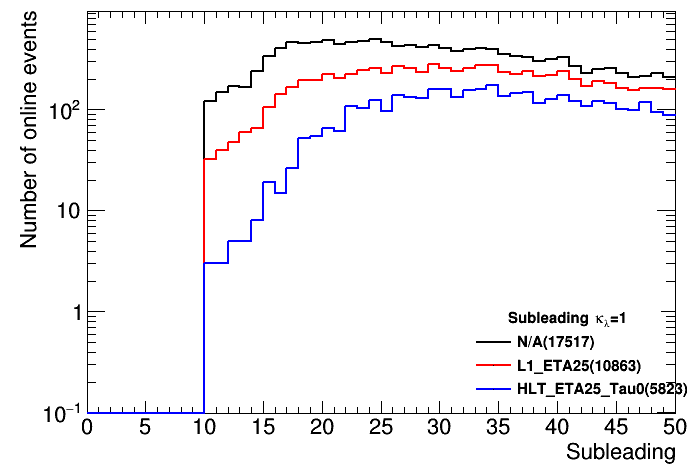 Number of online events
10²
10
1
10⁻¹
Subleading κλ=1
N/A(17517)
L1_ETA25(10863)
HLT_ETA25_Tau0(5823)
0 5 10 15 20 25 30 35 40 45 50
Subleading